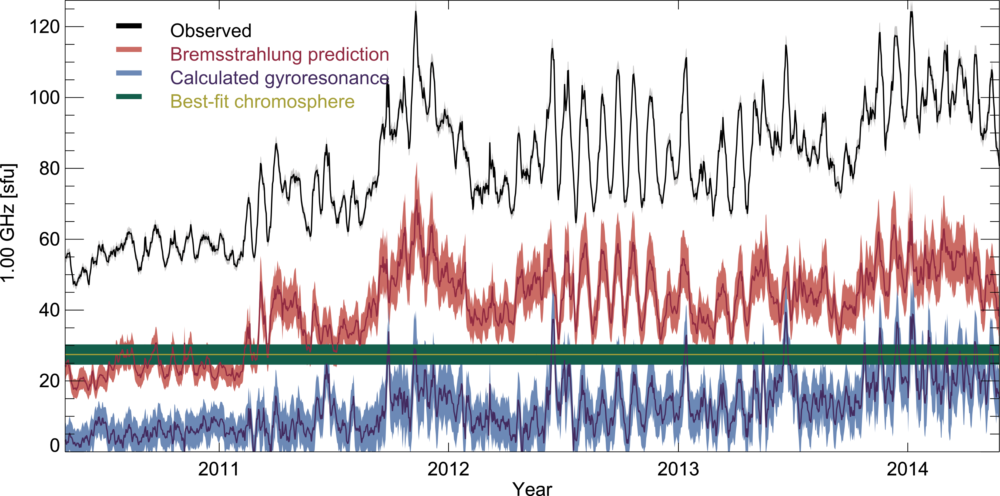 120
100
80
60
40
20
0
1.00 GHz [sfu]
Observed
Bremsstrahlung prediction
Calculated gyroresonance
Best-fit chromosphere
2011 2012 2013 2014
Year